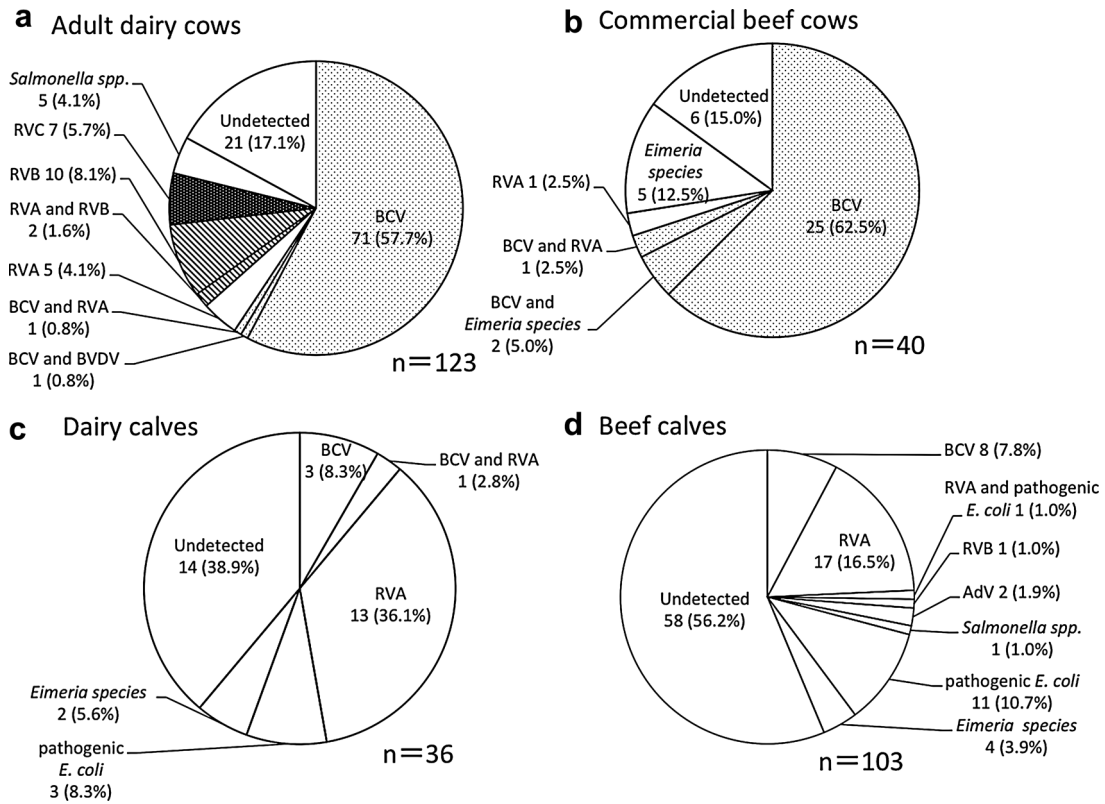 a Adult dairy cows
Salmonella spp.
5 (4.1%)
RVC 7 (5.7%)
RVB 10 (8.1%)
RVA and RVB
2 (1.6%)
RVA 5 (4.1%)
BCV and RVA
1 (0.8%)
BCV and BVDV
1 (0.8%)
Undetected
21 (17.1%)
BCV
71 (57.7%)
n=123
b Commercial beef cows
Undetected
6 (15.0%)
Eimeria
species
5 (12.5%)
RVA 1 (2.5%)
BCV and RVA
1 (2.5%)
BCV and
Eimeria species
2 (5.0%)
BCV
25 (62.5%)
n=40
c Dairy calves
BCV
3 (8.3%)
BCV and RVA
1 (2.8%)
Undetected
14 (38.9%)
RVA
13 (36.1%)
Eimeria species
2 (5.6%)
pathogenic
E. coli
3 (8.3%)
n=36
d Beef calves
BCV 8 (7.8%)
RVA and pathogenic
E. coli 1 (1.0%)
RVA
17 (16.5%)
RVB 1 (1.0%)
AdV 2 (1.9%)
Undetected
58 (56.2%)
Salmonella spp.
1 (1.0%)
pathogenic E. coli
11 (10.7%)
Eimeria species
4 (3.9%)
n=103